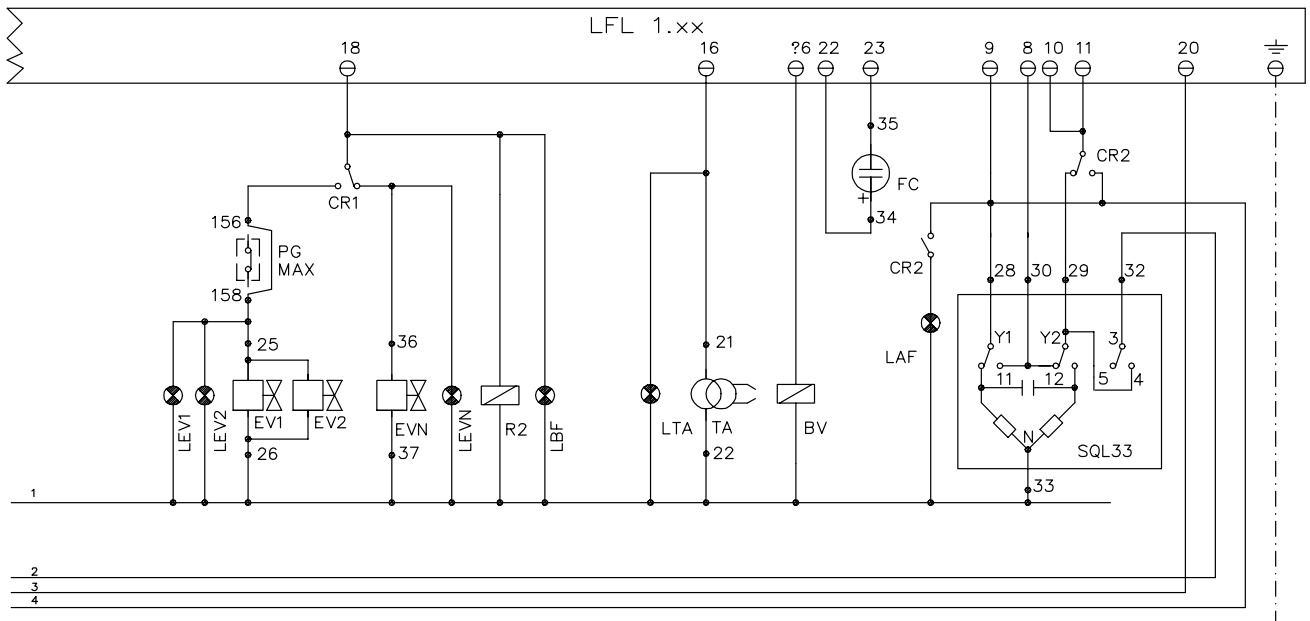 LFL 1.xx
18
16
?6
22
23
9
8
10
11
20
35
FC
+
34
CR2
CR1
156
PG
MAX
158
CR2
28
30
29
32
25
36
21
LAF
Y1
Y2
3
11
12
5
4
LEV1
LEV2
EV1
EV2
EVN
LEVN
R2
LBF
LTA
TA
BV
N
SQL33
26
37
22
33
1
2
3
4